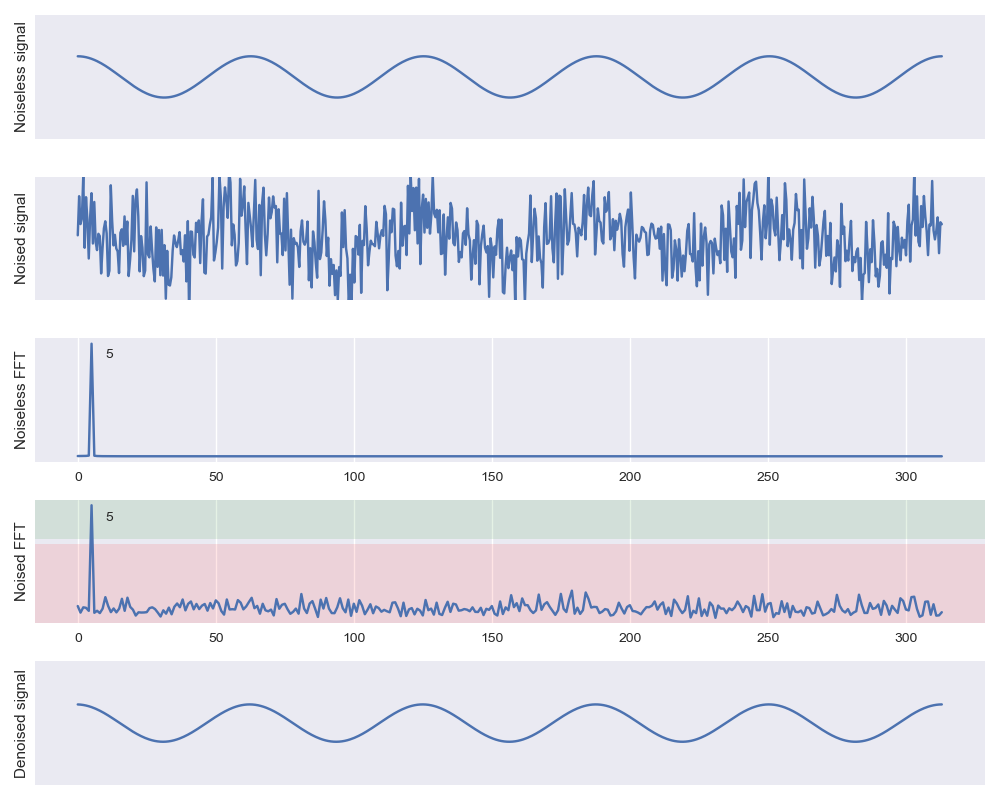 Noiseless signal
Noised signal
Noiseless FFT
5
0 50 100 150 200 250 300
Noised FFT
5
0 50 100 150 200 250 300
Denoised signal